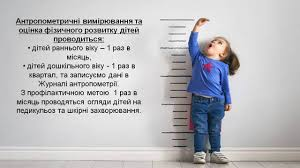 Антропометричні вимірювання та
оцінка фізичного розвитку дітей
проводиться:
• дітей раннього віку – 1 раз в
місяць,
• дітей дошкільного віку - 1 раз в
квартал, та записуємо дані в
Журналі антропометрії.
З профілактичною метою 1 раз в
місяць проводяться огляди дітей на
педикульоз та шкірні захворювання.